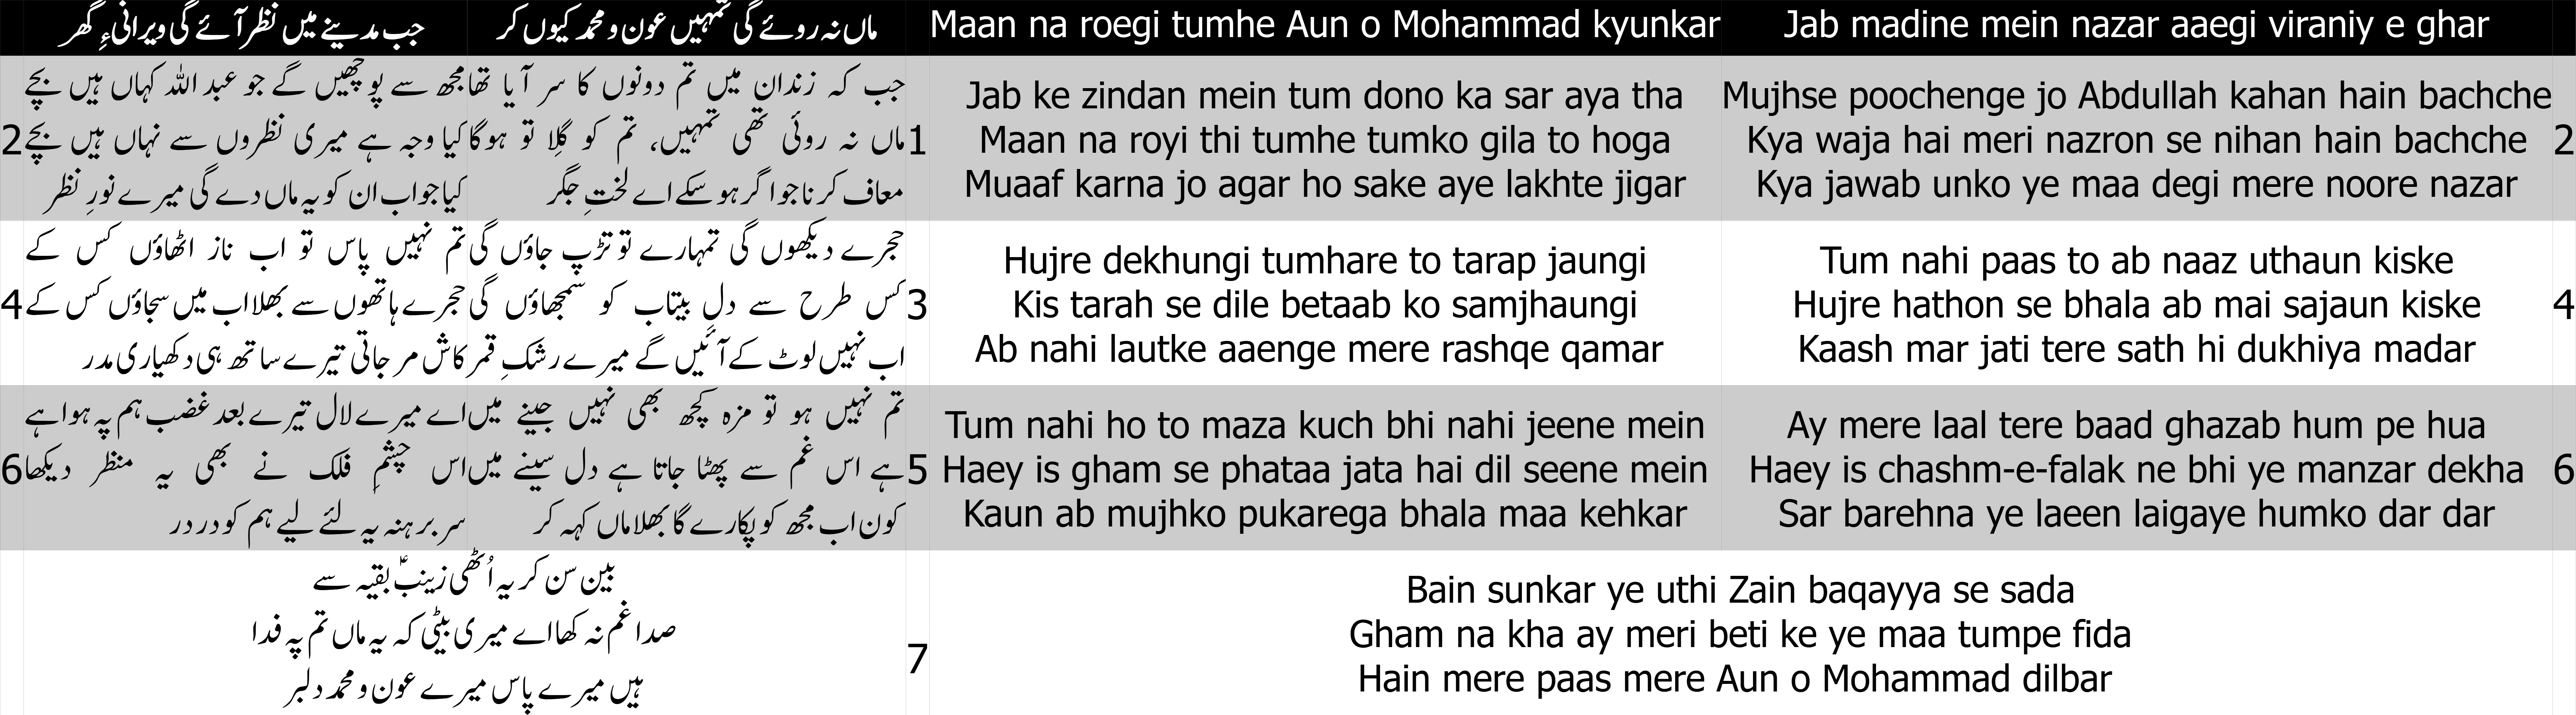 ماں نہ روئے گی تمہیں عون و محمد کیوں کر
جب مدینے میں نظر آئے گی ویرانیءِ گھر
1
جب کہ زندان میں تم دونوں کا سر آیا تھا
ماں نہ روئی تھی تمہیں، تم کو گِلا تو ہوگا
معاف کرنا جو اگر ہو سکے اے لختِ جگر
2
مجھ سے پوچھیں گے جو عبد اللہ کہاں ہیں بچے
کیا وجہ ہے میری نظروں سے نہاں ہیں بچے
کیا جواب ان کو یہ ماں دے گی میرے نورِ نظر
3
حجرے دیکھوں گی تمہارے تو تڑپ جاؤں گی
کس طرح سے دلِ بیتاب کو سمجھاؤں گی
اب نہیں لوٹ کے آئیں گے میرے رشکِ قمر
4
تم نہیں پاس تو اب ناز اٹھاؤں کس کے
حجرے ہاتھوں سے بھلا اب میں سجاؤں کس کے
کاش مر جاتی تیرے ساتھ ہی دکھیاری مدر
5
تم نہیں ہو تو مزہ کچھ بھی نہیں جینے میں
ہے اس غم سے پھٹا جاتا ہے دل سینے میں
کون اب مجھ کو پکارے گا بھلا ماں کہہ کر
6
اے میرے لال تیرے بعد غضب ہم پہ ہوا ہے
اس چشمِ فلک نے بھی یہ منظر دیکھا
سر برہنہ یہ لئے لیے ہم کو در در
7
بین سن کر یہ اُٹھی زینبؑ بقیہ سے
صدا غم نہ کھا اے میری بیٹی کہ یہ ماں تم پہ فدا
ہیں میرے پاس میرے عون و محمد دلبر
Maan na roegi tumhe Aun o Mohammad kyunkar
Jab madine mein nazar aaegi viraniy e ghar
Jab ke zindan mein tum dono ka sar aya tha
Maan na royi thi tumhe tumko gila to hoga
Muaaf karna jo agar ho sake aye lakhte jigar
2
Mujhse poochenge jo Abdullah kahan hain bachche
Kya waja hai meri nazron se nihan hain bachche
Kya jawab unko ye maa degi mere noore nazar
Hujre dekhungi tumhare to tarap jaungi
Kis tarah se dile betaab ko samjhaungi
Ab nahi lautke aaenge mere rashqe qamar
4
Tum nahi paas to ab naaz uthaun kiske
Hujre hathon se bhala ab mai sajaun kiske
Kaash mar jati tere sath hi dukhiya madar
Tum nahi ho to maza kuch bhi nahi jeene mein
Haey is gham se phataa jata hai dil seene mein
Kaun ab mujhko pukarega bhala maa kehkar
6
Ay mere laal tere baad ghazab hum pe hua
Haey is chashm-e-falak ne bhi ye manzar dekha
Sar barehna ye laeen laigaye humko dar dar
Bain sunkar ye uthi Zain baqayya se sada
Gham na kha ay meri beti ke ye maa tumpe fida
Hain mere paas mere Aun o Mohammad dilbar